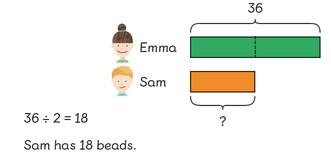 36
Emma
Sam
?
36 ÷ 2 = 18
Sam has 18 beads.